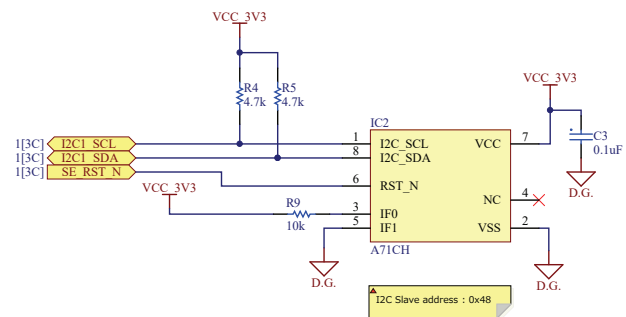 VCC_3V3
R4
4.7k
R5
4.7k
VCC_3V3
IC2
1[3C] I2C1_SCL 1 I2C_SCL VCC 7
C3
0.1uF
1[3C] I2C1_SDA 8 I2C_SDA
1[3C] SE_RST_N 6 RST_N
D.G.
VCC_3V3
R9
10k
NC 4
3 IF0
5 IF1
VSS 2
A71CH
D.G.
D.G.
I2C Slave address : 0x48